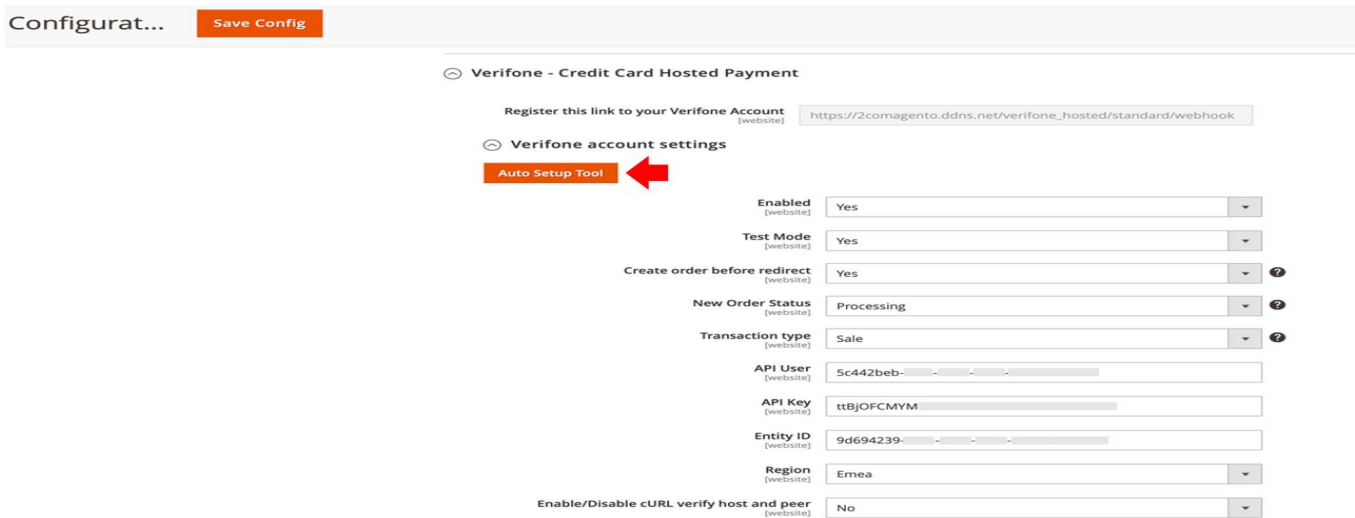 Configurat...
Save Config
Verifone - Credit Card Hosted Payment
Register this link to your Verifone Account
[website]
https://2comagento.ddns.net/verifone_hosted/standard/webhook
Verifone account settings
Auto Setup Tool
Enabled
[website]
Yes
Test Mode
[website]
Yes
Create order before redirect
[website]
Yes
?
New Order Status
[website]
Processing
?
Transaction type
[website]
Sale
?
API User
[website]
5c442beb- - - -
API Key
[website]
ttBjOFCMYM
Entity ID
[website]
9d694239- - - -
Region
[website]
Emea
Enable/Disable cURL verify host and peer
[website]
No